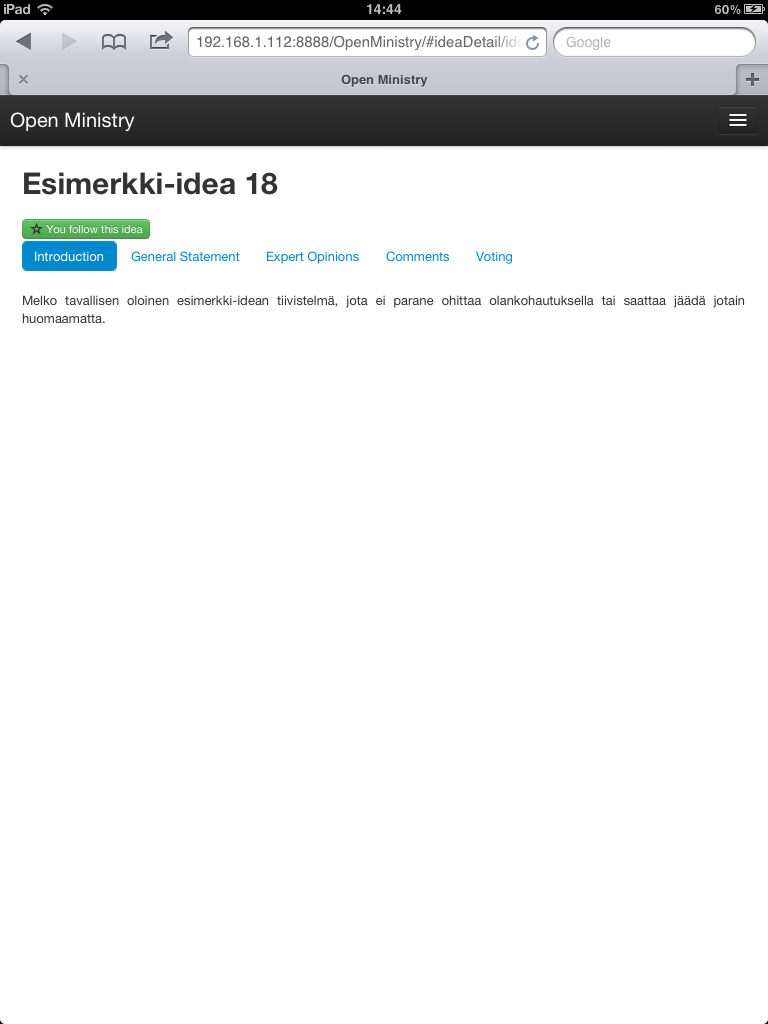 iPad 14:44 60%
192.168.1.112:8888/OpenMinistry/#ideaDetail/ide Google
Open Ministry
Open Ministry
Esimerkki-idea 18
You follow this idea
Introduction General Statement Expert Opinions Comments Voting
Melko tavallisen oloinen esimerkki-idean tiivistelmä, jota ei parane ohittaa olankohautuksella tai saattaa jäädä jotain
huomaamatta.